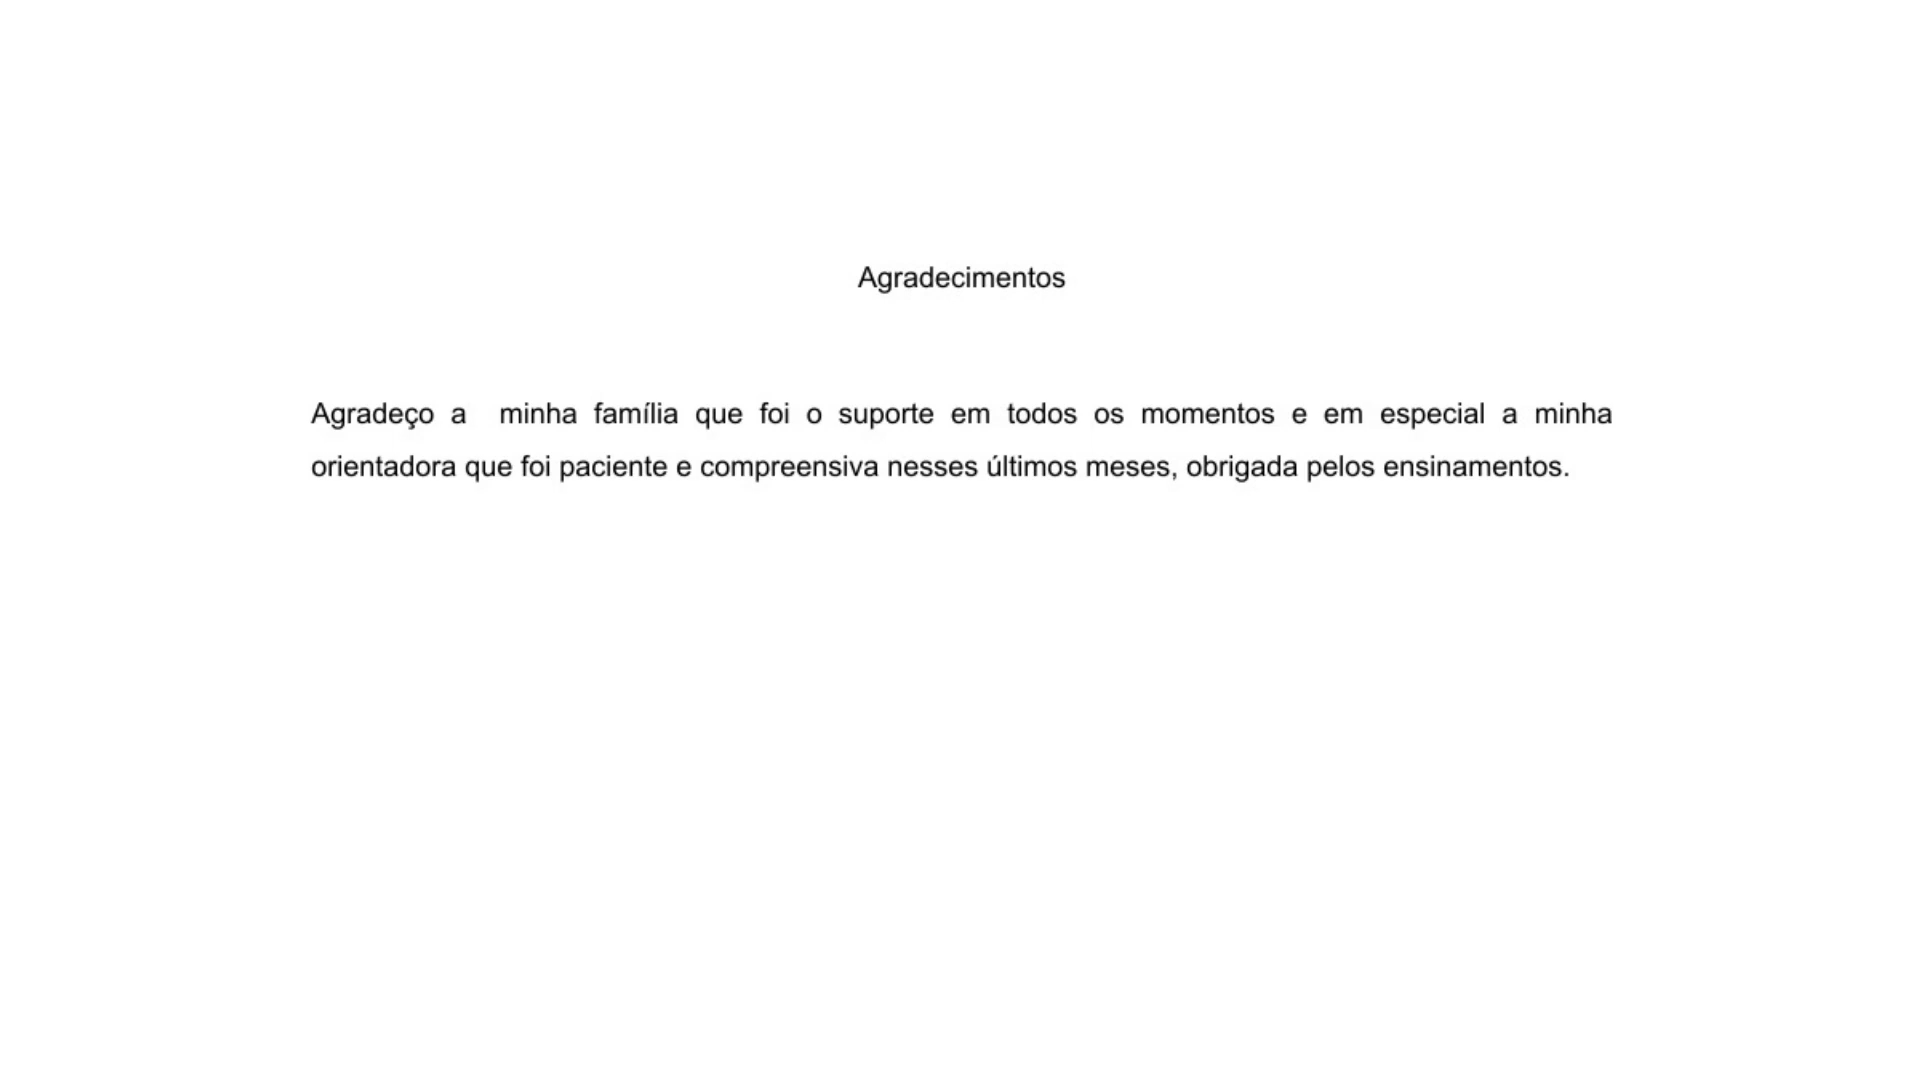 Agradecimentos
Agradeço a  minha família que foi o suporte em todos os momentos e em especial a minha
orientadora que foi paciente e compreensiva nesses últimos meses, obrigada pelos ensinamentos.